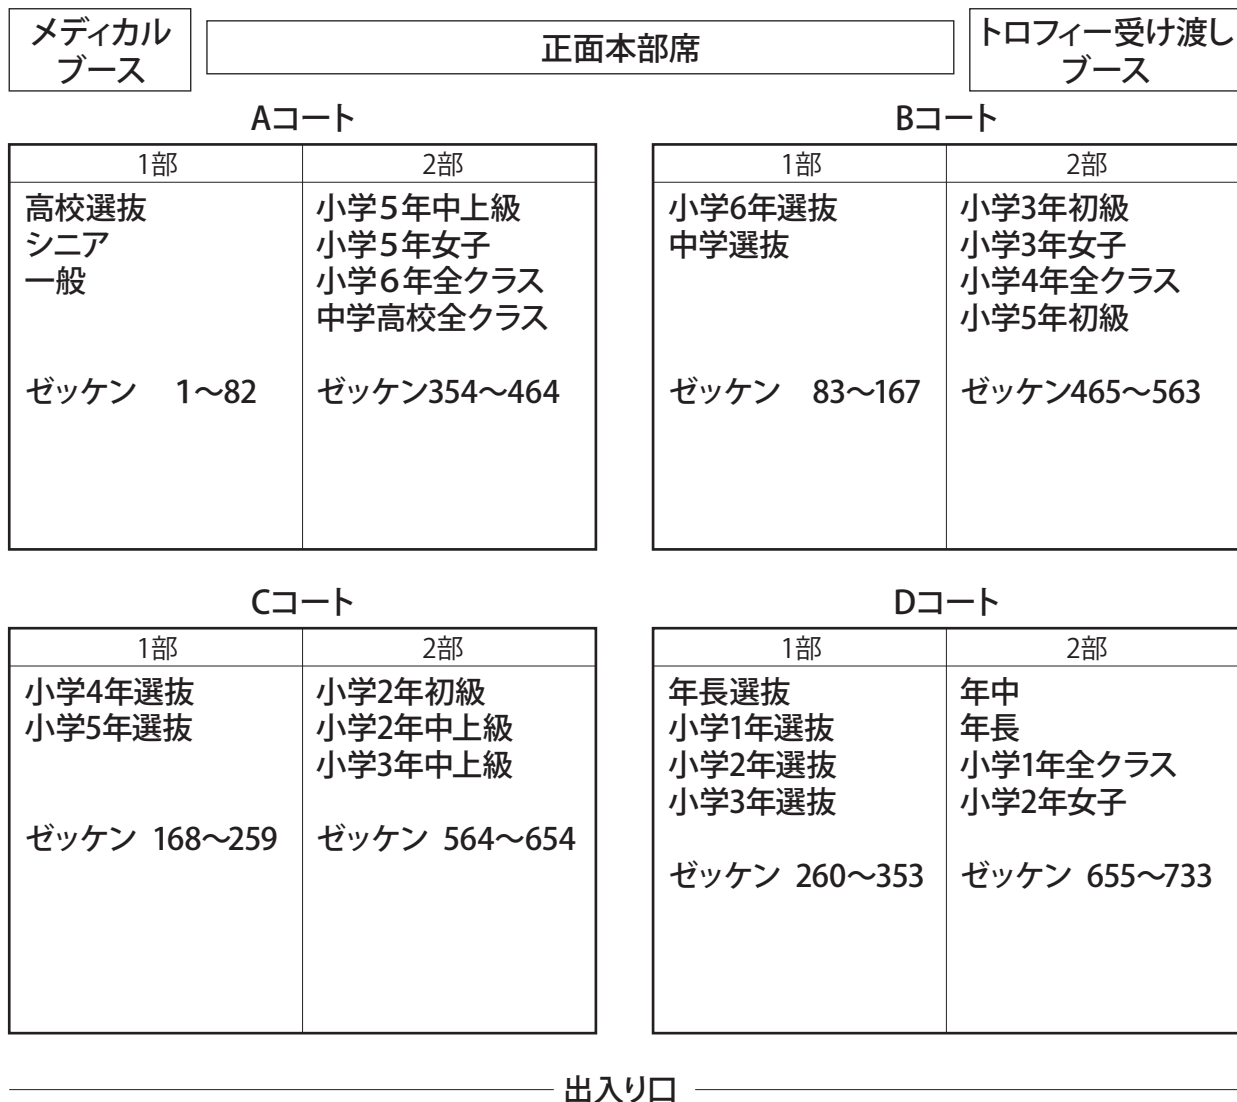 メディカル
ブース
正面本部席
トロフィー受け渡し
ブース
Aコート
1部
2部
高校選抜
シニア
一般
ゼッケン 1〜82
小学５年中上級
小学５年女子
小学６年全クラス
中学高校全クラス
ゼッケン354〜464
Bコート
1部
2部
小学6年選抜
中学選抜
ゼッケン 83〜167
小学3年初級
小学3年女子
小学4年全クラス
小学5年初級
ゼッケン465〜563
Cコート
1部
2部
小学4年選抜
小学5年選抜
ゼッケン 168〜259
小学2年初級
小学2年中上級
小学3年中上級
ゼッケン 564〜654
Dコート
1部
2部
年長選抜
小学1年選抜
小学2年選抜
小学3年選抜
ゼッケン 260〜353
年中
年長
小学1年全クラス
小学2年女子
ゼッケン 655〜733
出入り口